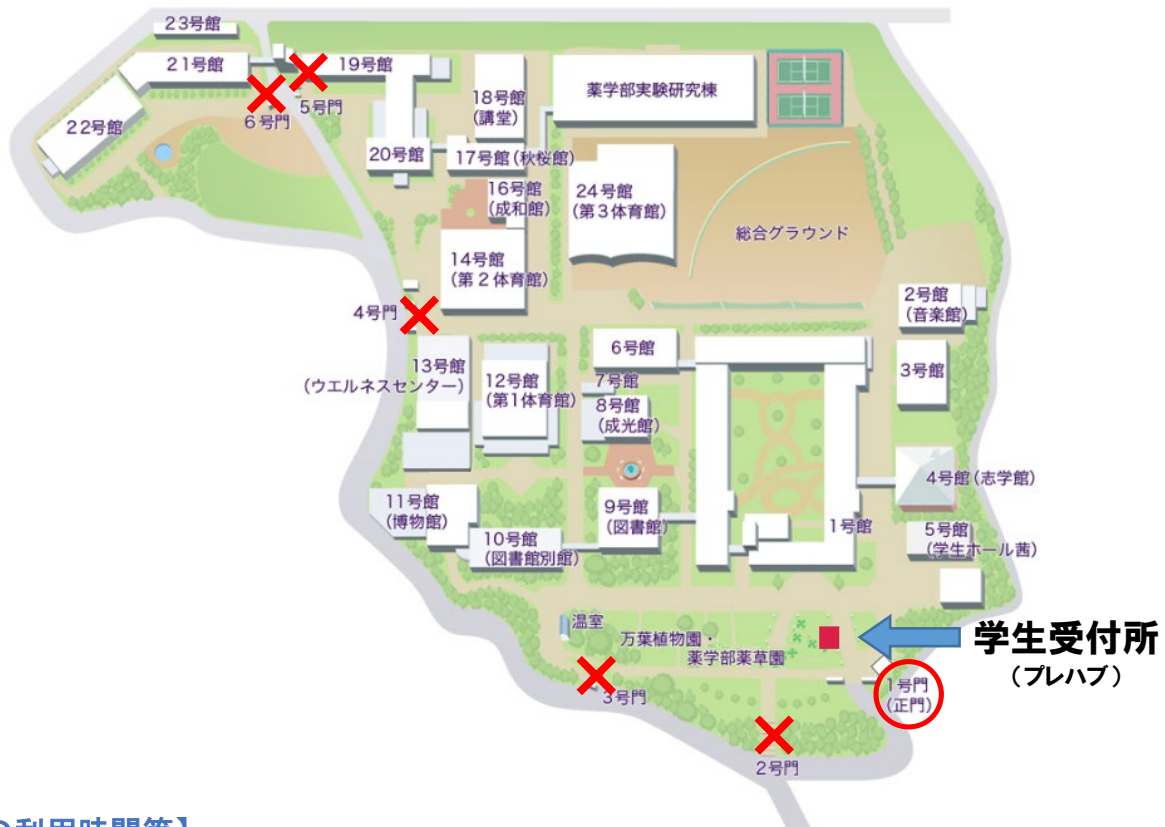 23号館
21号館
19号館
5号門
6号門
22号館
18号館
(講堂)
薬学部実験研究棟
20号館
17号館(秋桜館)
16号館
(成和館)
24号館
(第3体育館)
総合グラウンド
14号館
(第2体育館)
2号館
(音楽館)
4号門
13号館
(ウエルネスセンター)
12号館
(第1体育館)
6号館
7号館
8号館
(成光館)
3号館
4号館(志学館)
11号館
(博物館)
10号館
(図書館別館)
9号館
(図書館)
1号館
5号館
(学生ホール茜)
温室
万葉植物園・
薬学部薬草園
学生受付所
(プレハブ)
1号門
(正門)
3号門
2号門
利用時間等】